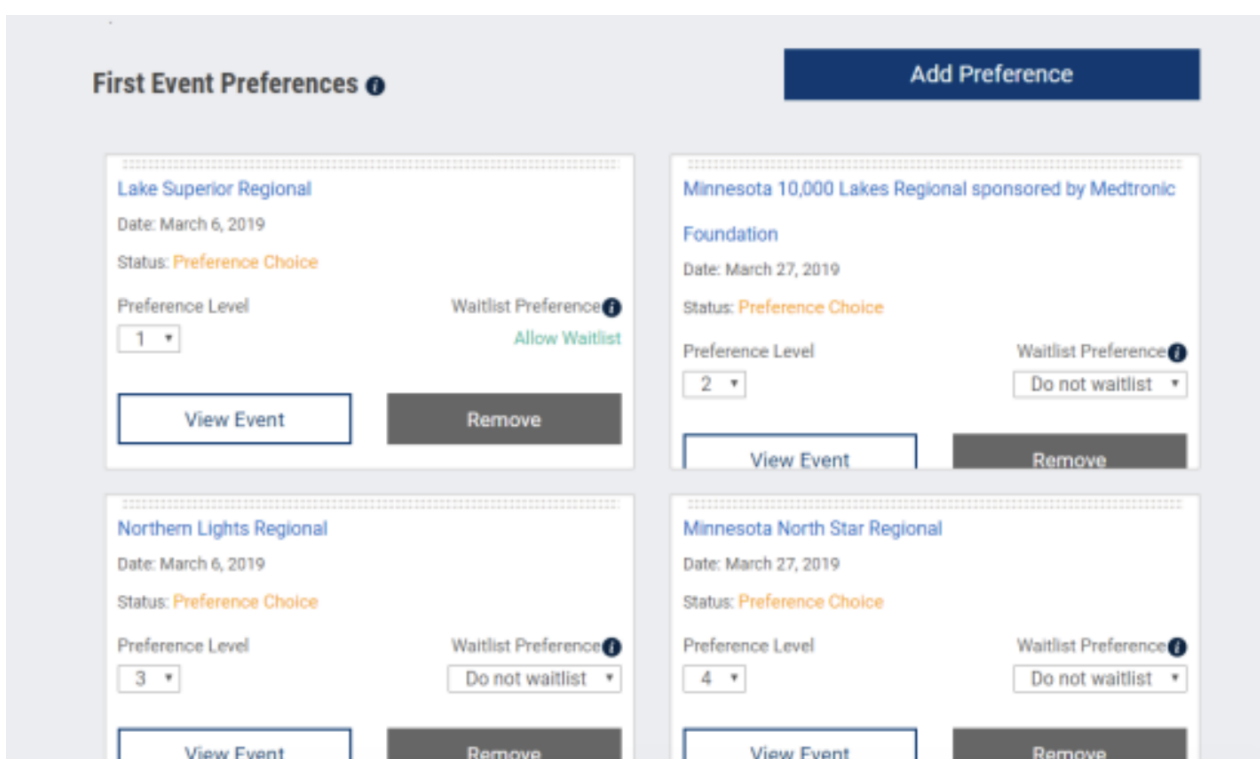 First Event Preferences i
Add Preference
Lake Superior Regional
Date: March 6, 2019
Status: Preference Choice
Preference Level
Waitlist Preference i
1
Allow Waitlist
View Event
Remove
Minnesota 10,000 Lakes Regional sponsored by Medtronic
Foundation
Date: March 27, 2019
Status: Preference Choice
Preference Level
Waitlist Preference i
2
Do not waitlist
View Event
Remove
Northern Lights Regional
Date: March 6, 2019
Status: Preference Choice
Preference Level
Waitlist Preference i
3
Do not waitlist
View Event
Remove
Minnesota North Star Regional
Date: March 27, 2019
Status: Preference Choice
Preference Level
Waitlist Preference i
4
Do not waitlist
View Event
Remove